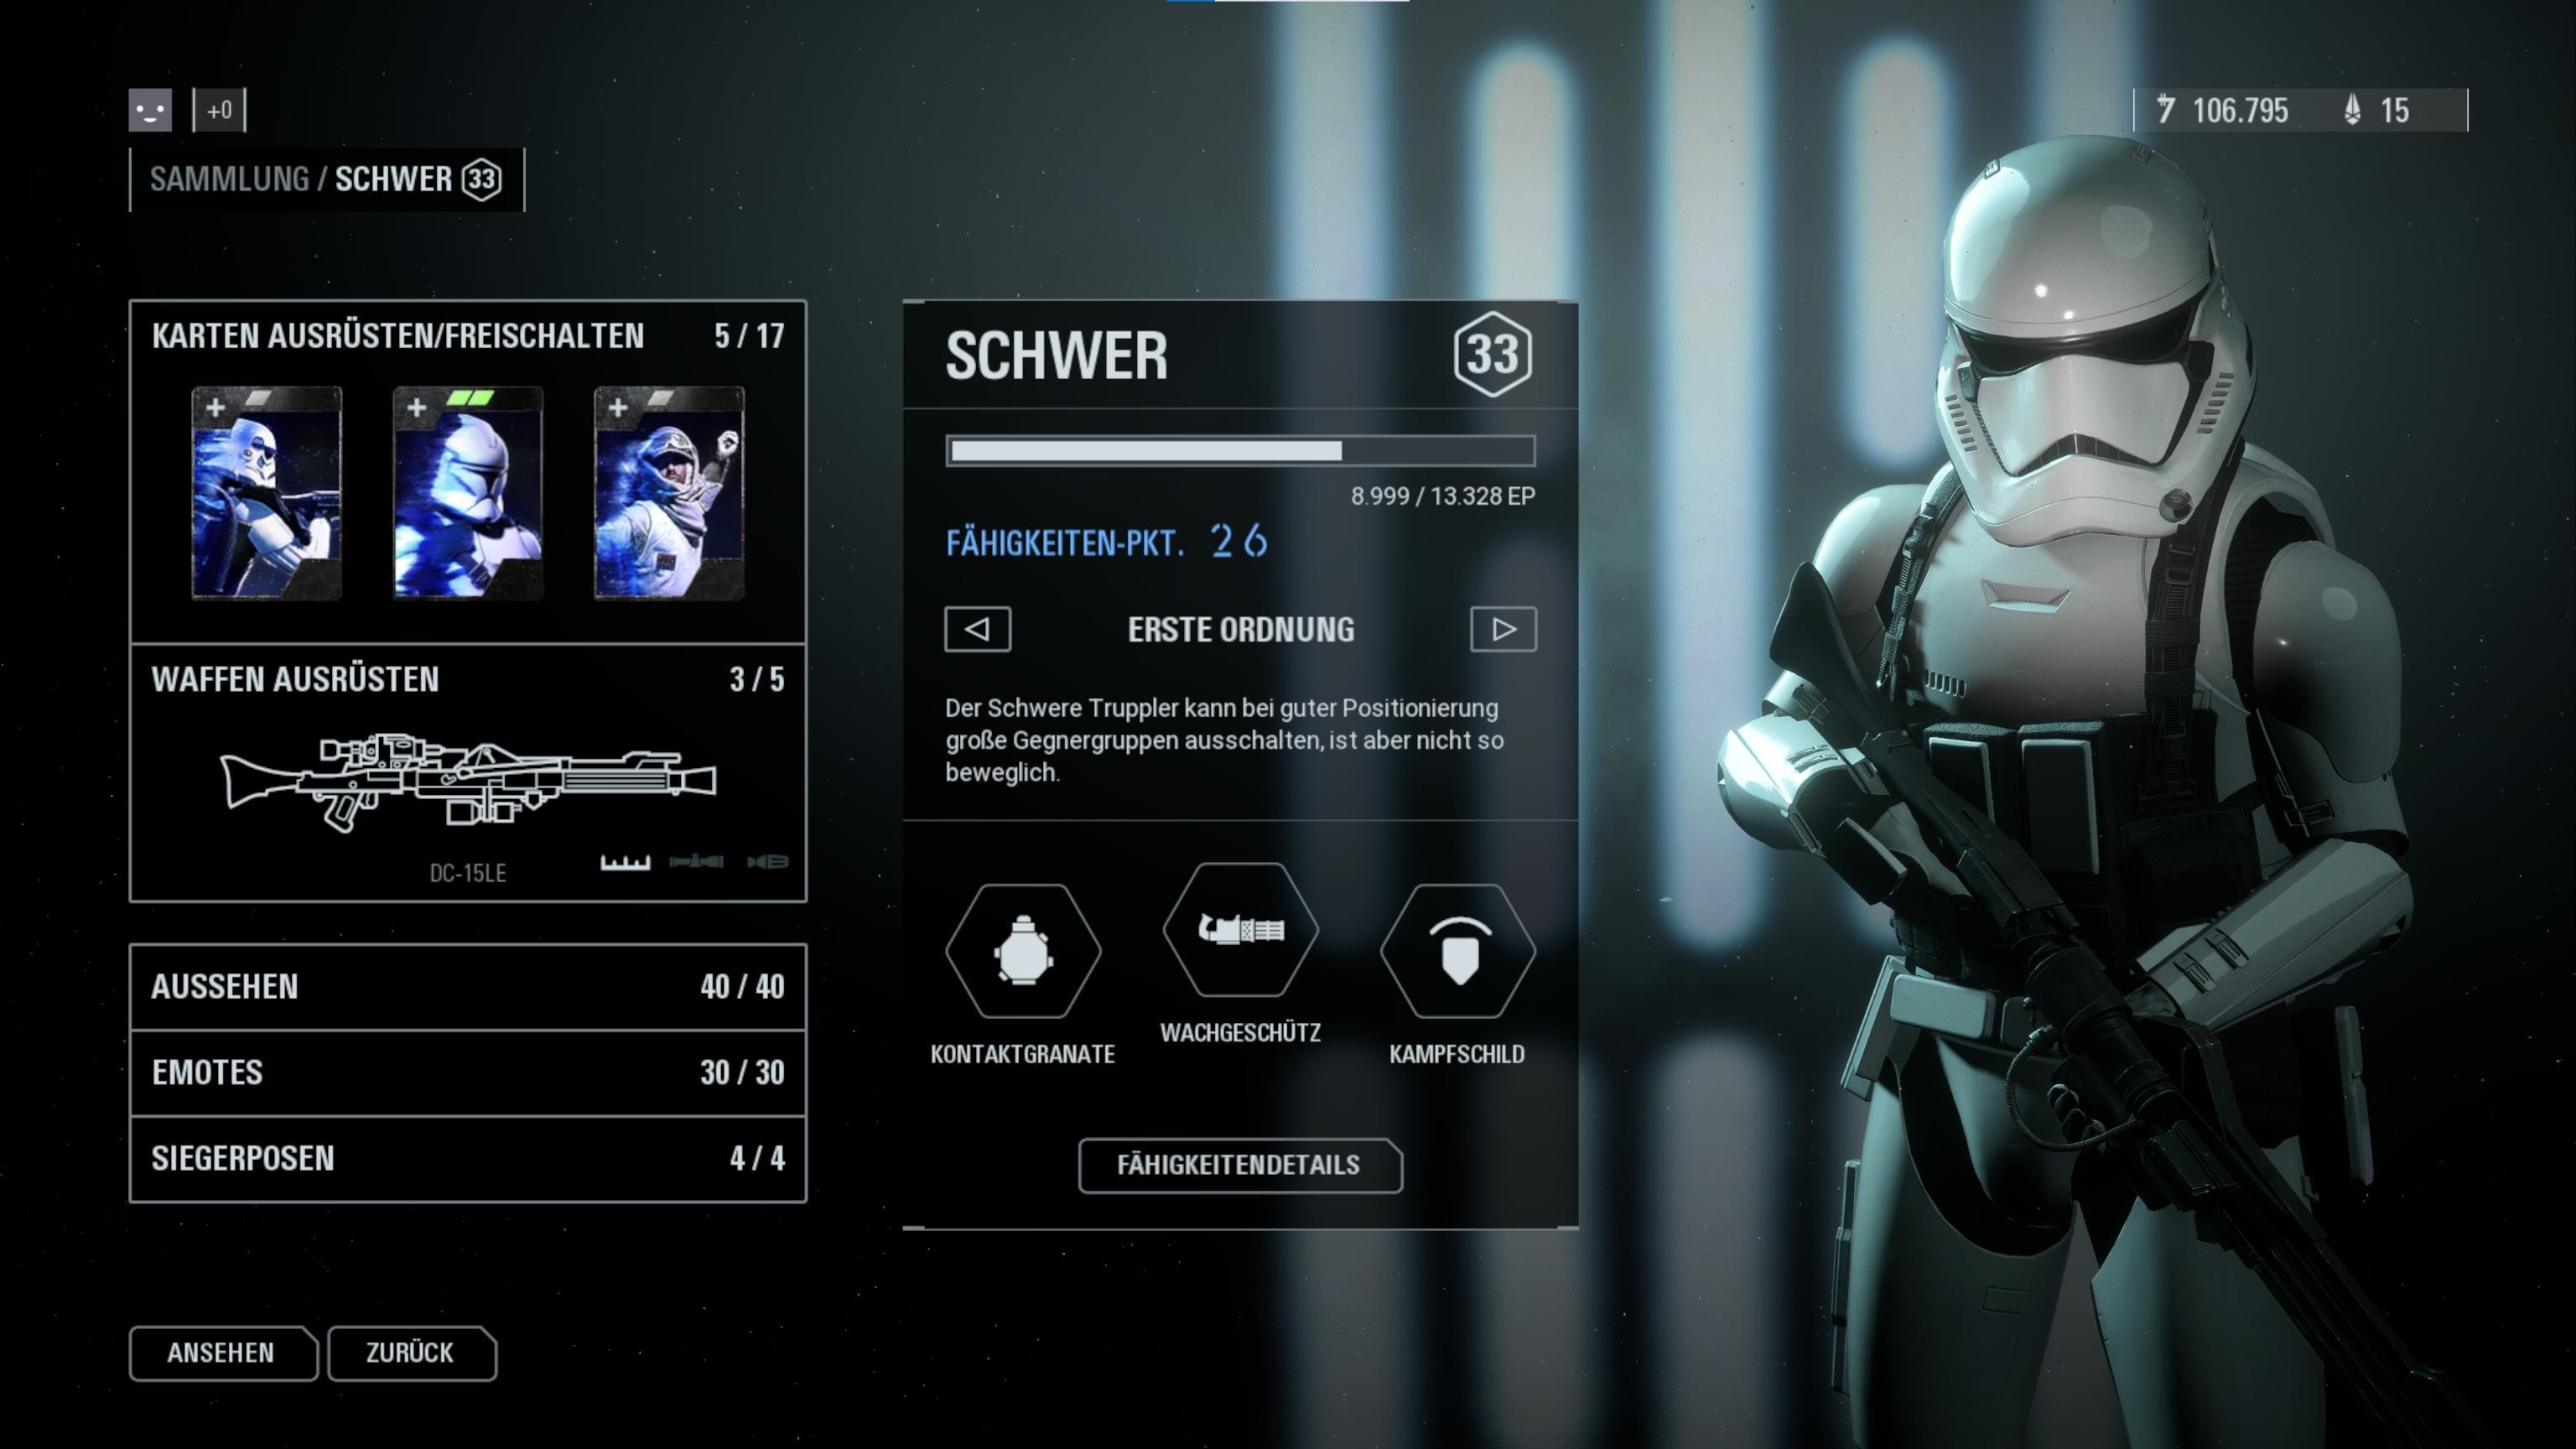 +0
106.795 15
SAMMLUNG / SCHWER 33
KARTEN AUSRÜSTEN/FREISCHALTEN 5 / 17
WAFFEN AUSRÜSTEN 3 / 5
DC-15LE
AUSSEHEN 40 / 40
EMOTES 30 / 30
SIEGERPOSEN 4 / 4
ANSEHEN
ZURÜCK
SCHWER 33
8.999 / 13.328 EP
FÄHIGKEITEN-PKT. 26
ERSTE ORDNUNG
Der Schwere Truppler kann bei guter Positionierung
große Gegnergruppen ausschalten, ist aber nicht so
beweglich.
KONTAKTGRANATE
WACHGESCHÜTZ
KAMPFSCHILD
FÄHIGKEITENDETAILS